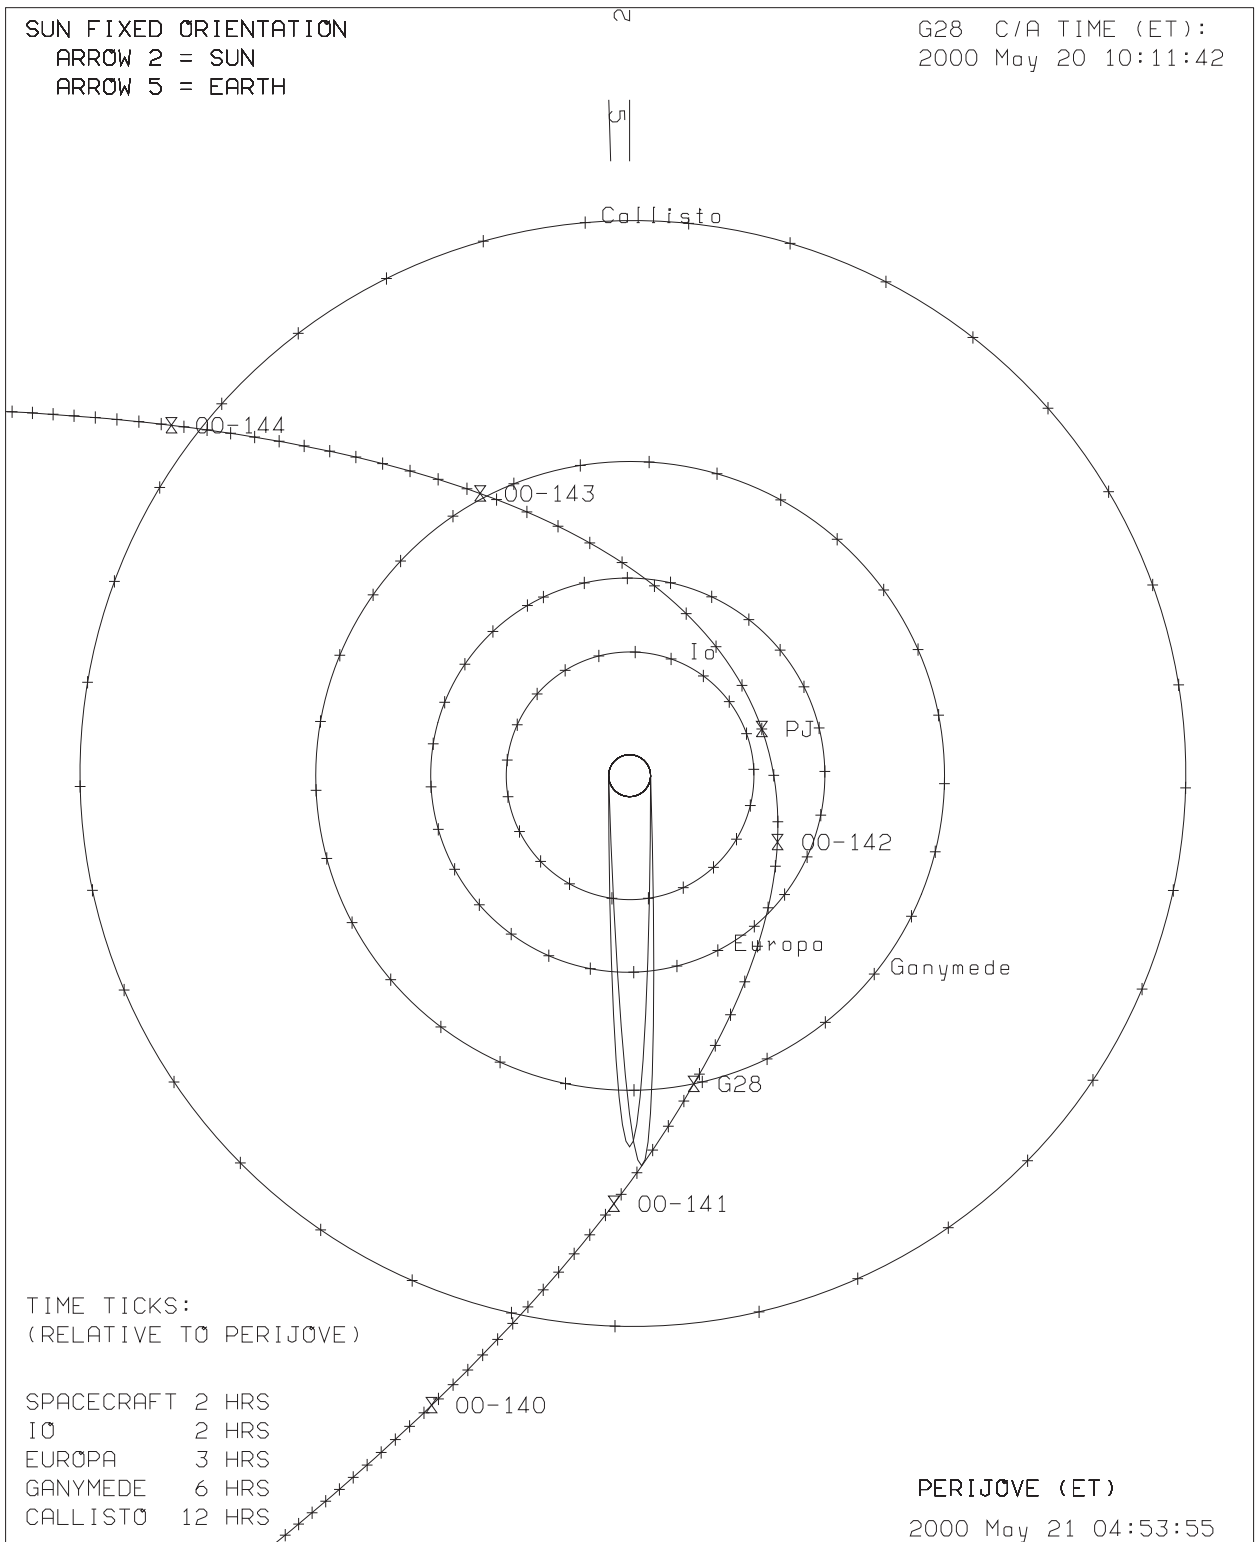 SUN FIXED ORIENTATION
ARROW 2 = SUN
ARROW 5 = EARTH
2
G28 C/A TIME (ET):
2000 May 20 10:11:42
5
Callisto
00-144
00-143
Io
PJ
00-142
Europa
Ganymede
G28
00-141
00-140
TIME TICKS:
(RELATIVE TO PERIJOVE)
SPACECRAFT 2 HRS
IO 2 HRS
EUROPA 3 HRS
GANYMEDE 6 HRS
CALLISTO 12 HRS
PERIJOVE (ET)
2000 May 21 04:53:55